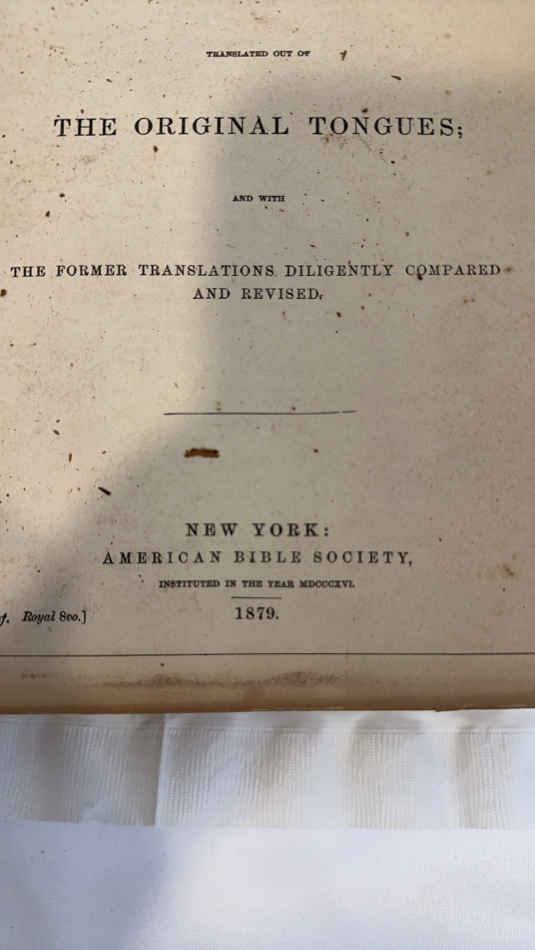 TRANSLATED OUT OF
THE ORIGINAL TONGUES;
AND WITH
THE FORMER TRANSLATIONS DILIGENTLY COMPARED
AND REVISED.
NEW YORK:
AMERICAN BIBLE SOCIETY,
INSTITUTED IN THE YEAR MDCCCXVI.
1879.
Royal 8vo.]